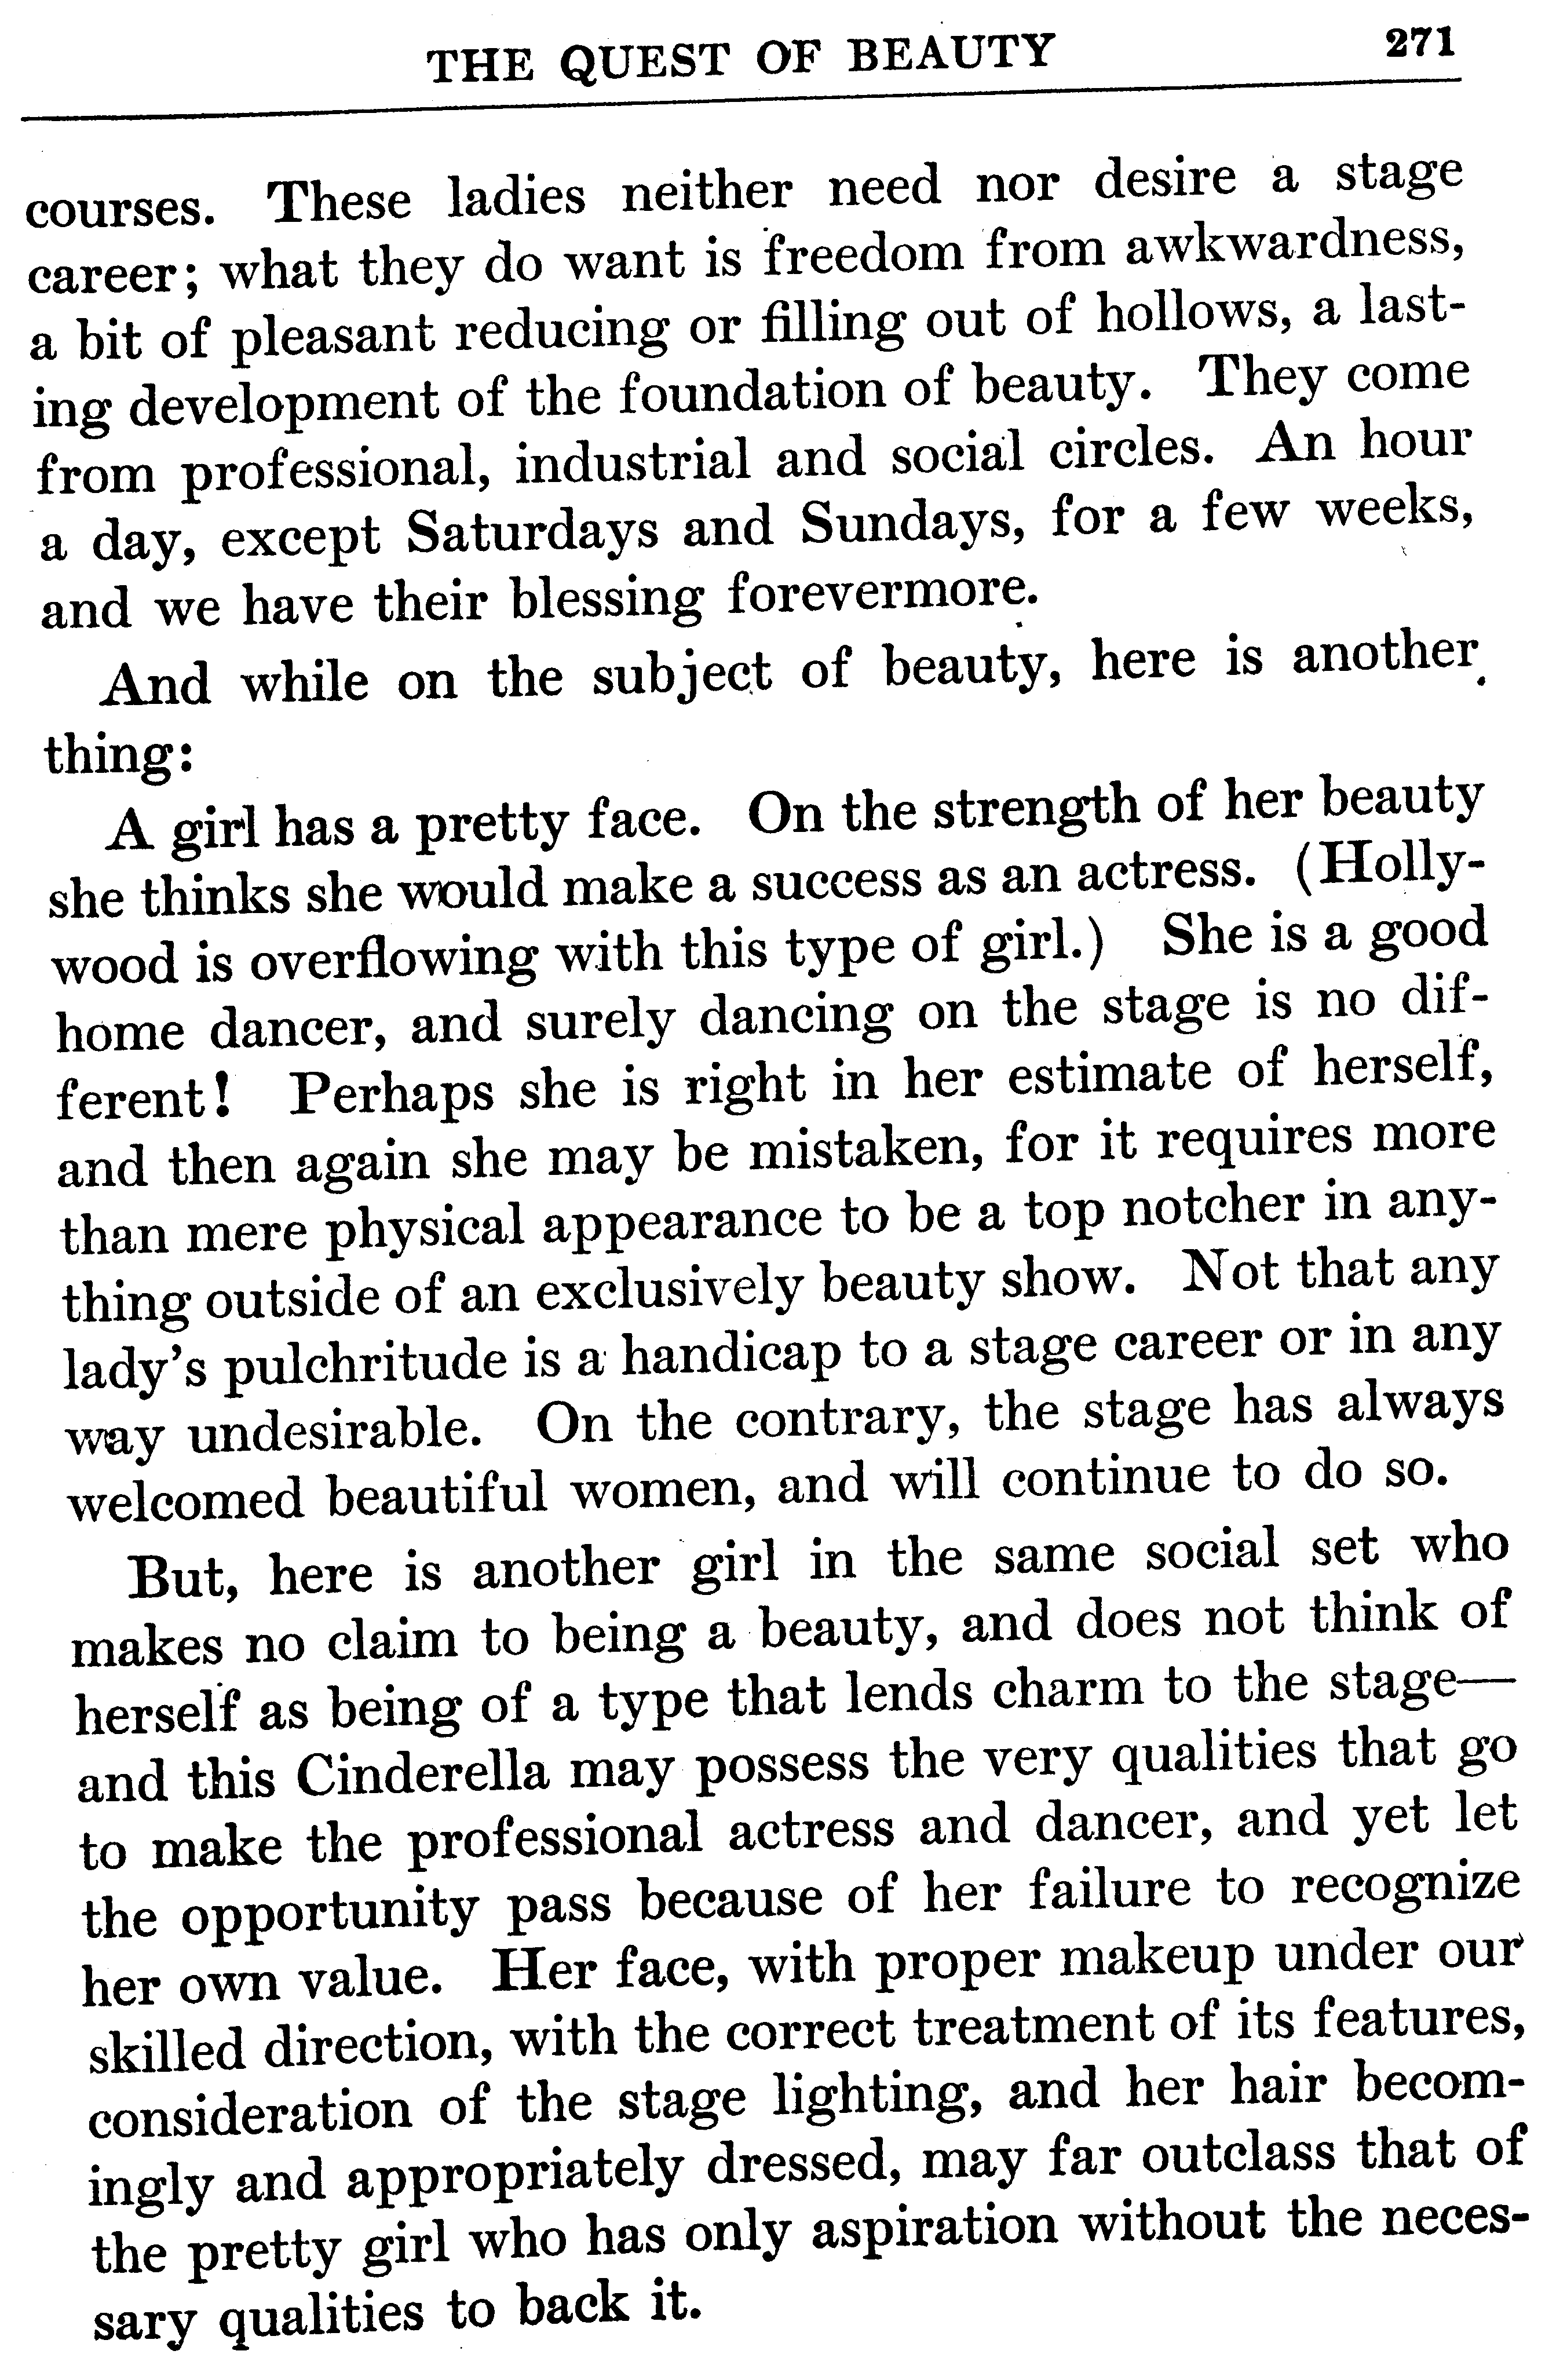 THE QUEST OF BEAUTY 271
courses. These ladies neither need nor desire a stage
career; what they do want is freedom from awkwardness,
a bit of pleasant reducing or filling out of hollows, a last-
ing development of the foundation of beauty. They come
from professional, industrial and social circles. An hour
a day, except Saturdays and Sundays, for a few weeks,
and we have their blessing forevermore.
And while on the subject of beauty, here is another
thing:
A girl has a pretty face. On the strength of her beauty
she thinks she would make a success as an actress. (Holly-
wood is overflowing with this type of girl.) She is a good
home dancer, and surely dancing on the stage is no dif-
ferent! Perhaps she is right in her estimate of herself,
and then again she may be mistaken, for it requires more
than mere physical appearance to be a top notcher in any-
thing outside of an exclusively beauty show. Not that any
lady's pulchritude is a handicap to a stage career or in any
way undesirable. On the contrary, the stage has always
welcomed beautiful women, and will continue to do so.
But, here is another girl in the same social set who
makes no claim to being a beauty, and does not think of
herself as being of a type that lends charm to the stage—
and this Cinderella may possess the very qualities that go
to make the professional actress and dancer, and yet let
the opportunity pass because of her failure to recognize
her own value. Her face, with proper makeup under our
skilled direction, with the correct treatment of its features,
consideration of the stage lighting, and her hair becom-
ingly and appropriately dressed, may far outclass that of
the pretty girl who has only aspiration without the neces-
sary qualities to back it.